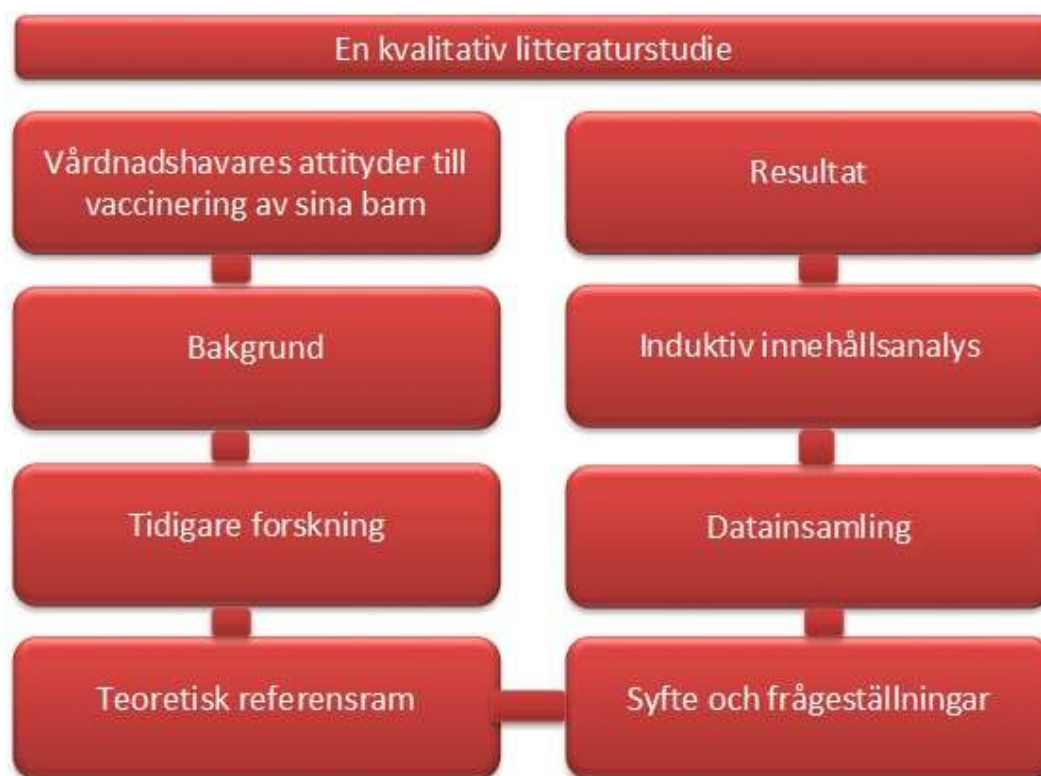 En kvalitativ litteraturstudie
Vårdnadshavares attityder till
vaccinering av sina barn
Bakgrund
Tidigare forskning
Teoretisk referensram
Syfte och frågeställningar
Datainsamling
Induktiv innehållsanalys
Resultat